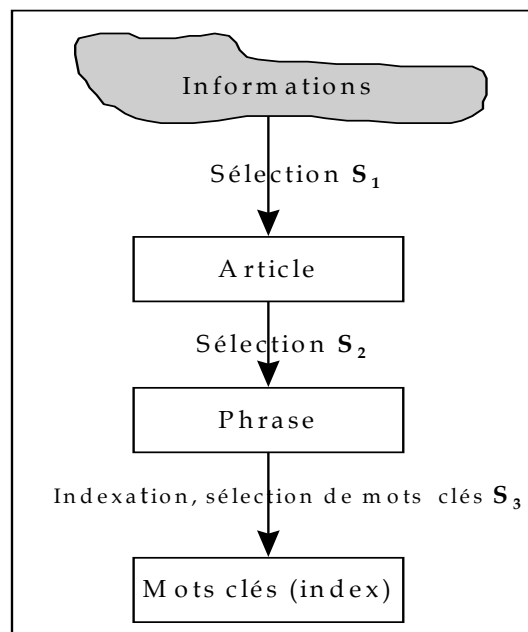 Informations
Sélection S₁
Article
Sélection S₂
Phrase
Indexation, sélection de mots clés S₃
Mots clés (index)